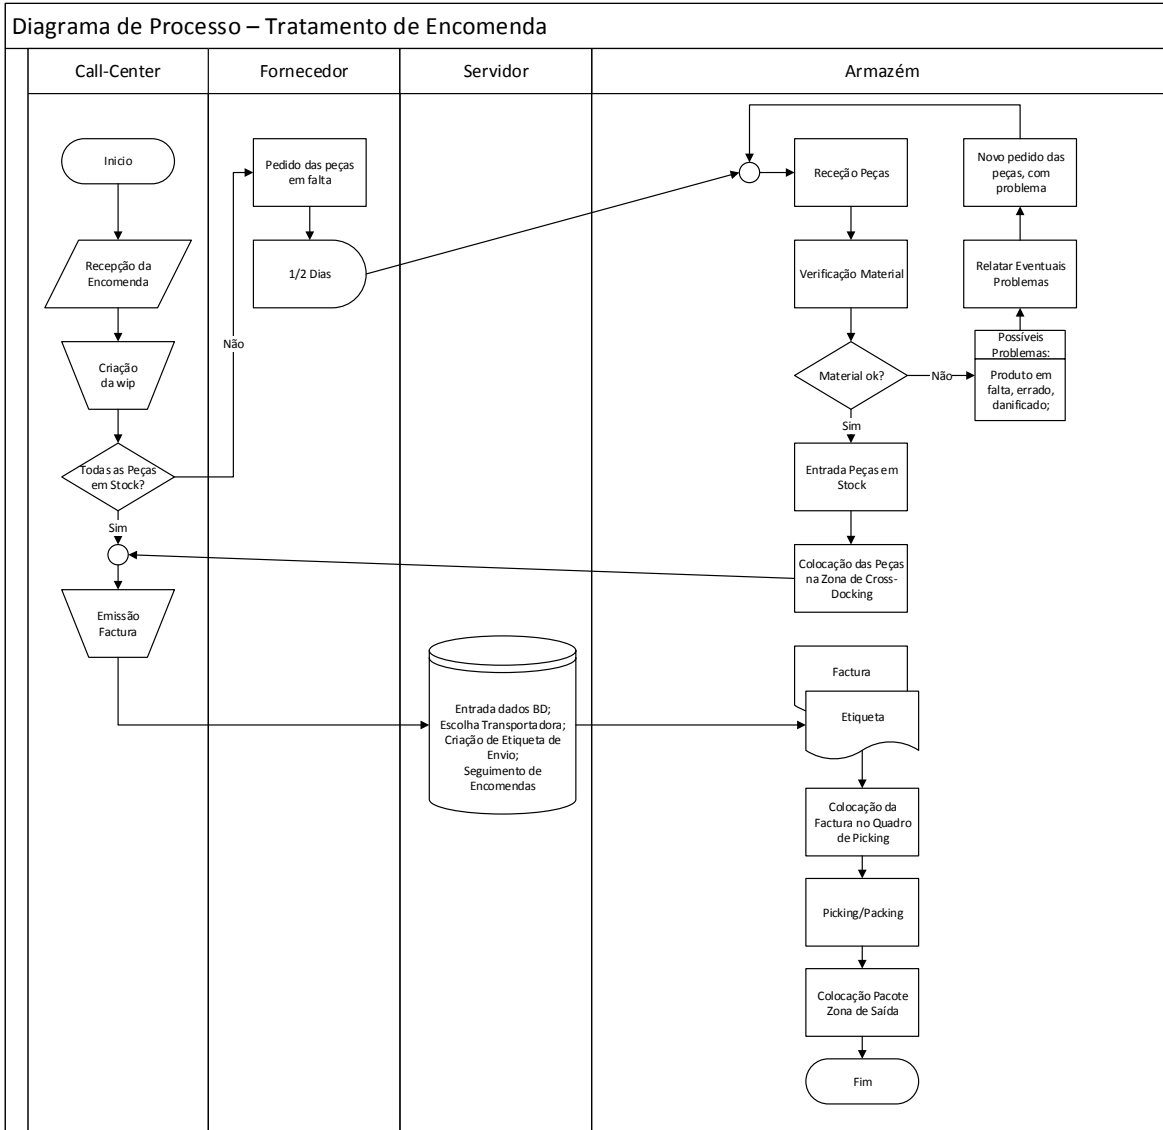 Diagrama de Processo – Tratamento de Encomenda
Call-Center
Fornecedor
Servidor
Armazém
Inicio
Recepção da
Encomenda
Criação
da wip
Todas as Peças
em Stock?
Não
Sim
Emissão
Factura
Pedido das peças
em falta
1/2 Dias
Entrada dados BD;
Escolha Transportadora;
Criação de Etiqueta de
Envio;
Seguimento de
Encomendas
Receção Peças
Verificação Material
Material ok?
Não
Sim
Novo pedido das
peças, com
problema
Relatar Eventuais
Problemas
Possíveis
Problemas:
Produto em
falta, errado,
danificado;
Entrada Peças em
Stock
Colocação das Peças
na Zona de Cross-
Docking
Factura
Etiqueta
Colocação da
Factura no Quadro
de Picking
Picking/Packing
Colocação Pacote
Zona de Saída
Fim